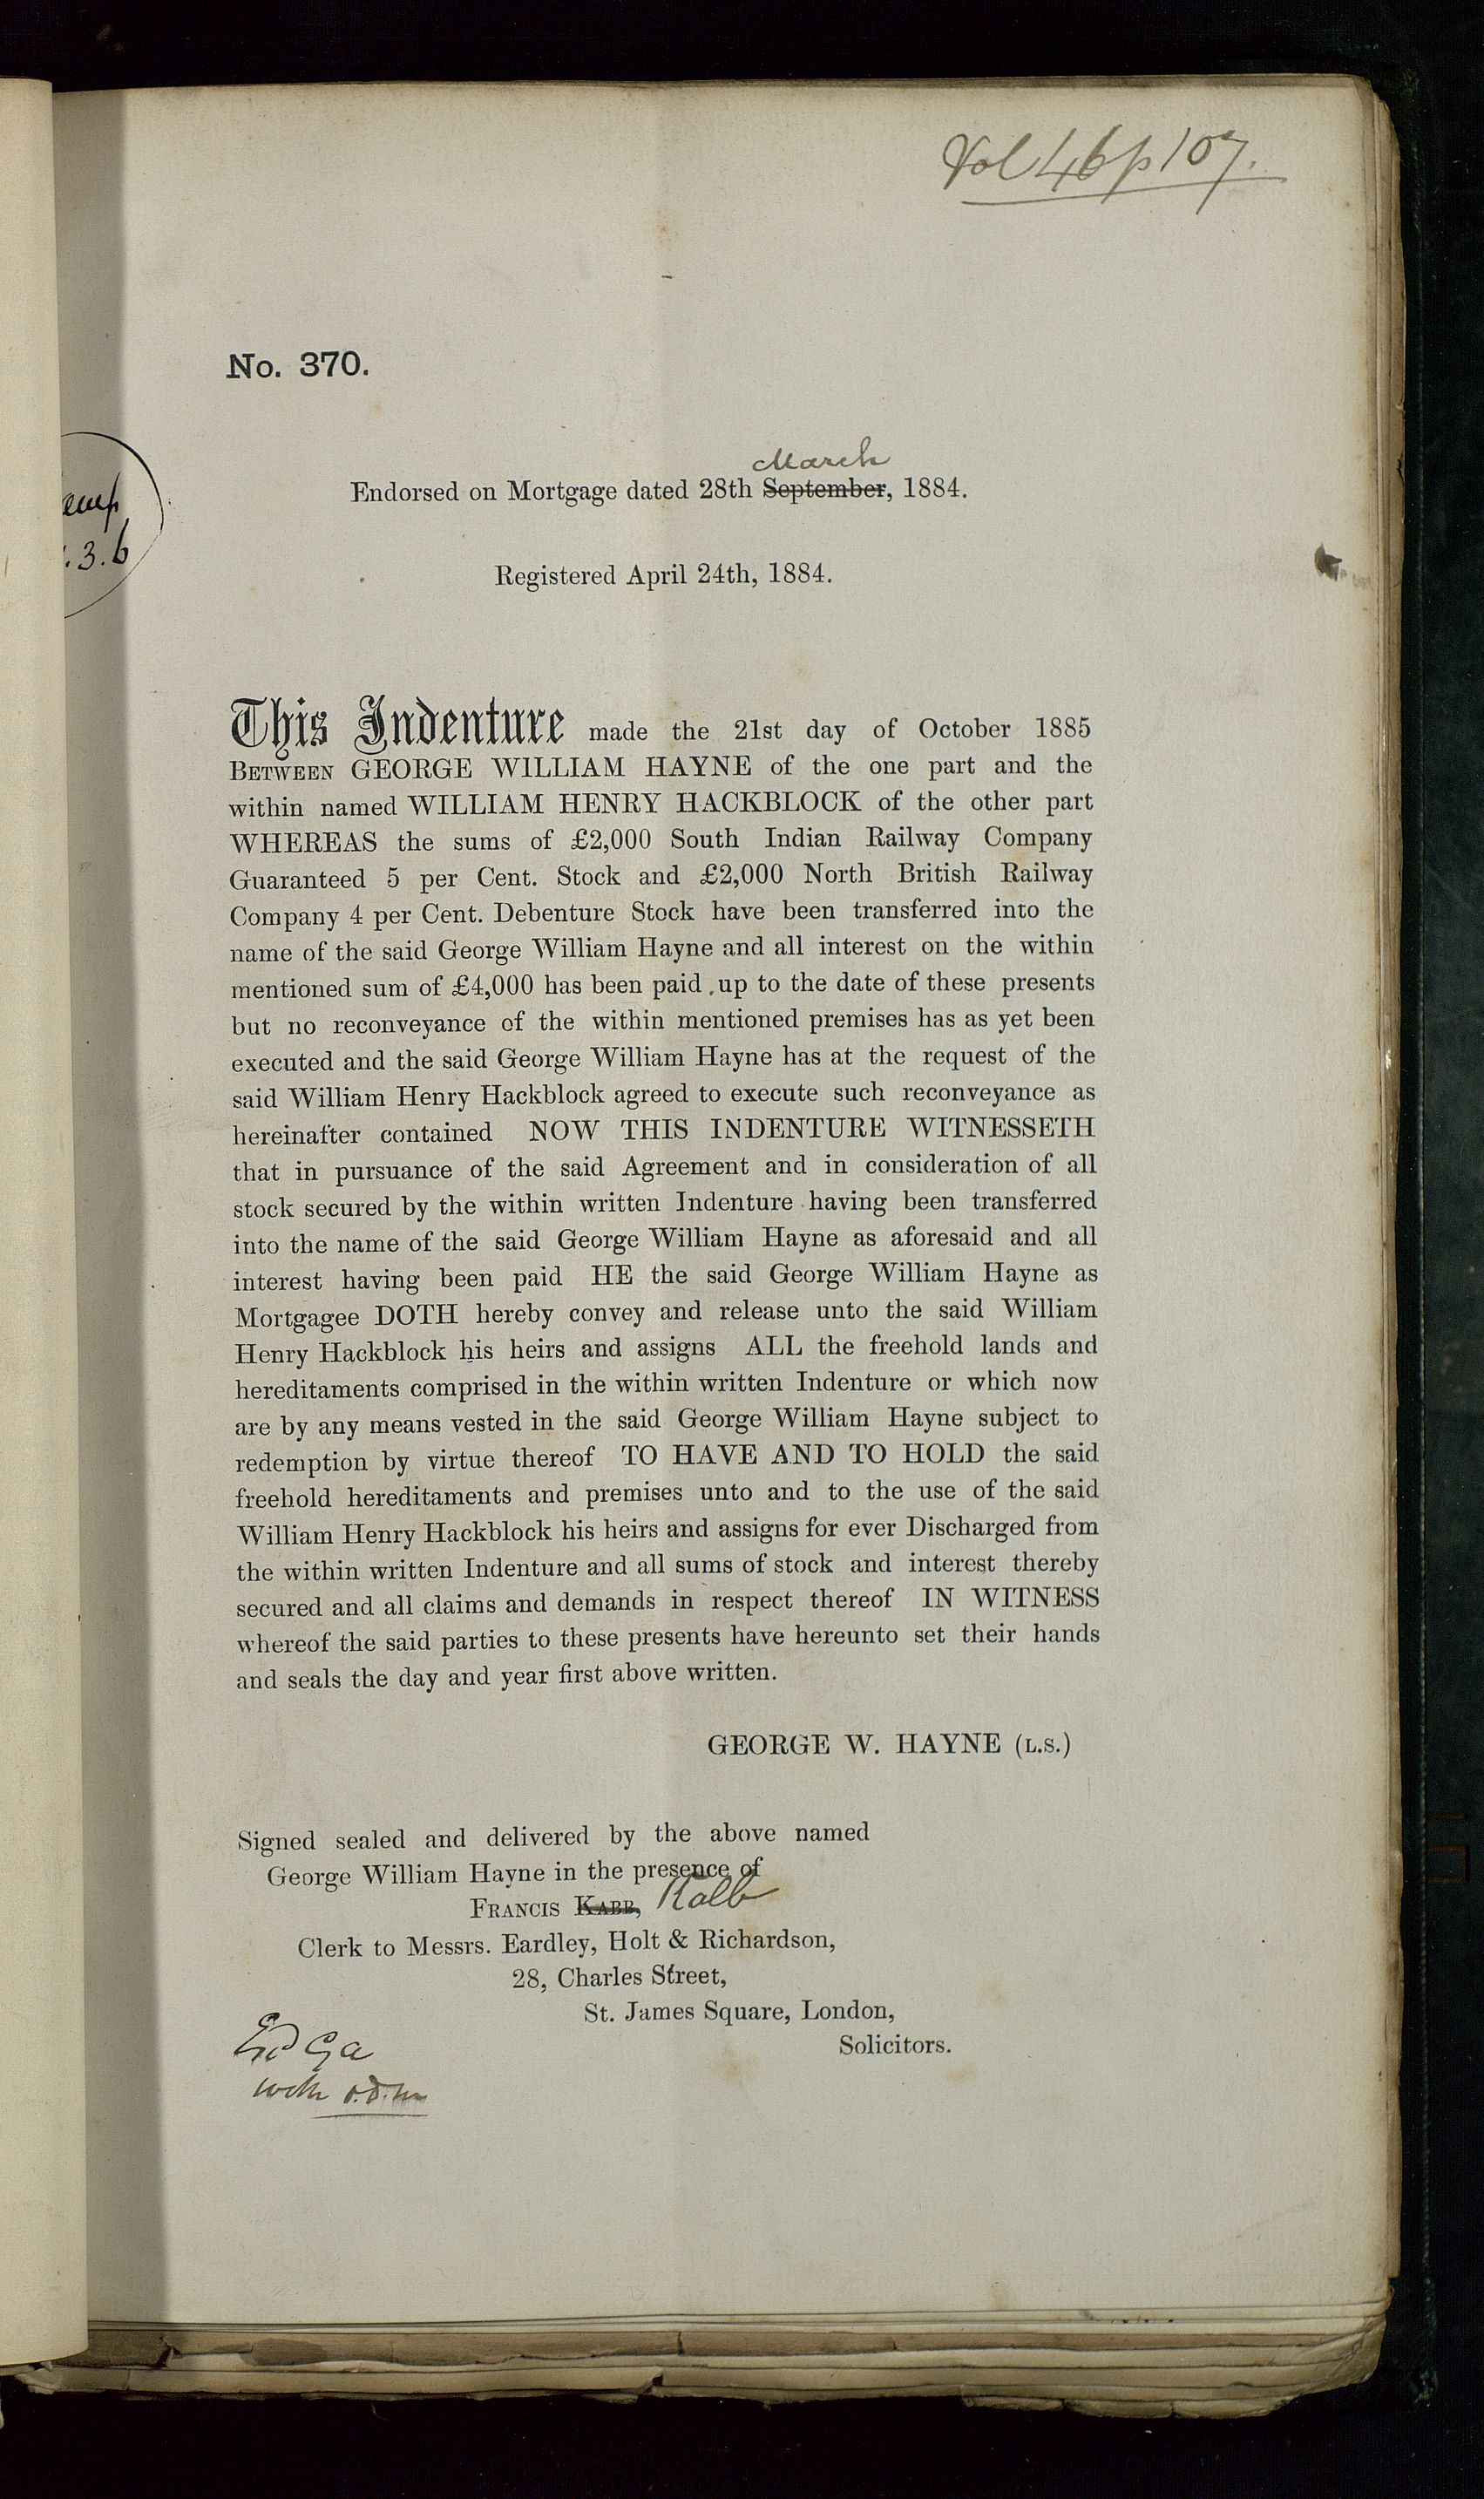 Vol 46 p 107.
No. 370.
March
Endorsed on Mortgage dated 28th September, 1884.
Registered April 24th, 1884.
3.6
This Indenture made the 21st day of October 1885
BETWEEN GEORGE WILLIAM HAYNE of the one part and the
within named WILLIAM HENRY HACKBLOCK of the other part
WHEREAS the sums of £2,000 South Indian Railway Company
Guaranteed 5 per Cent. Stock and £2,000 North British Railway
Company 4 per Cent. Debenture Stock have been transferred into the
name of the said George William Hayne and all interest on the within
mentioned sum of £4,000 has been paid up to the date of these presents
but no reconveyance of the within mentioned premises has as yet been
executed and the said George William Hayne has at the request of the
said William Henry Hackblock agreed to execute such reconveyance as
hereinafter contained NOW THIS INDENTURE WITNESSETH
that in pursuance of the said Agreement and in consideration of all
stock secured by the within written Indenture having been transferred
into the name of the said George William Hayne as aforesaid and all
interest having been paid HE the said George William Hayne as
Mortgagee DOTH hereby convey and release unto the said William
Henry Hackblock his heirs and assigns ALL the freehold lands and
hereditaments comprised in the within written Indenture or which now
are by any means vested in the said George William Hayne subject to
redemption by virtue thereof TO HAVE AND TO HOLD the said
freehold hereditaments and premises unto and to the use of the said
William Henry Hackblock his heirs and assigns for ever Discharged from
the within written Indenture and all sums of stock and interest thereby
secured and all claims and demands in respect thereof IN WITNESS
whereof the said parties to these presents have hereunto set their hands
and seals the day and year first above written.
GEORGE W. HAYNE (L.S.)
Signed sealed and delivered by the above named
George William Hayne in the presence of
FRANCIS KABB, Kalb
Clerk to Messrs. Eardley, Holt & Richardson,
28, Charles Street,
St. James Square, London,
Solicitors.